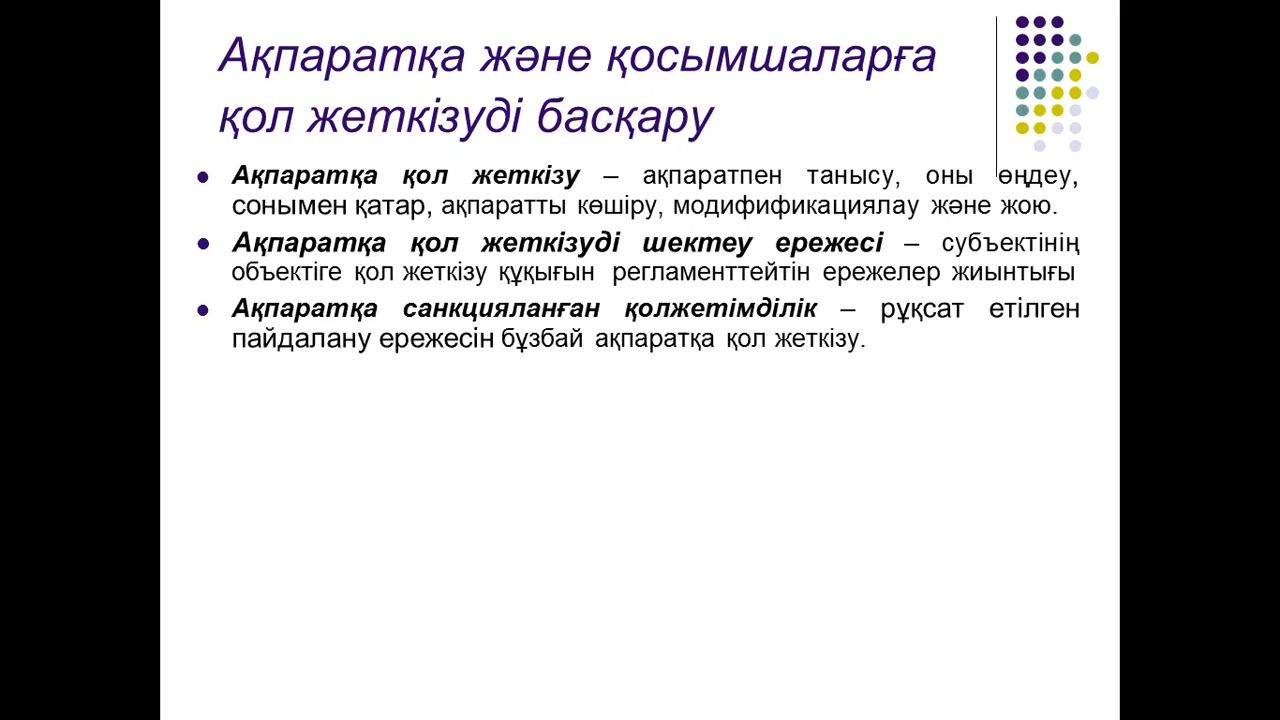 Ақпаратқа және қосымшаларға
қол жеткізуді басқару
Ақпаратқа қол жеткізу – ақпаратпен танысу, оны өңдеу,
сонымен қатар, ақпаратты көшіру, модифификациялау және жою.
Ақпаратқа қол жеткізуді шектеу ережесі – субъектінің
объектіге қол жеткізу құқығын регламенттейтін ережелер жиынтығы
Ақпаратқа санкцияланған қолжетімділік – рұқсат етілген
пайдалану ережесін бұзбай ақпаратқа қол жеткізу.